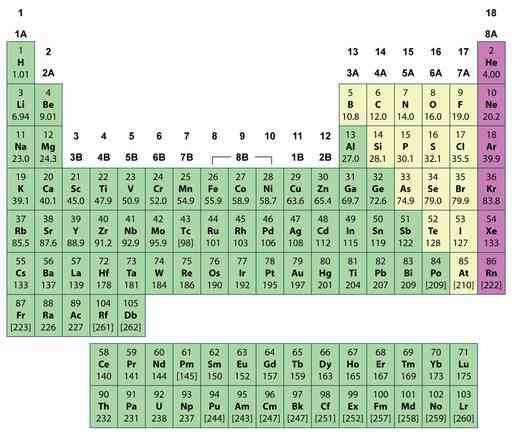 1 18
1A 2 13 14 15 16 17 8A
2A 3A 4A 5A 6A 7A
3 4 5 6 7 8 9 10 11 12
3B 4B 5B 6B 7B 8B 1B 2B
1 2
H He
1.01 4.00
3 4 5 6 7 8 9 10
Li Be B C N O F Ne
6.94 9.01 10.8 12.0 14.0 16.0 19.0 20.2
11 12 13 14 15 16 17 18
Na Mg Al Si P S Cl Ar
23.0 24.3 27.0 28.1 30.1 32.1 35.5 39.9
19 20 21 22 23 24 25 26 27 28 29 30 31 32 33 34 35 36
K Ca Sc Ti V Cr Mn Fe Co Ni Cu Zn Ga Ge As Se Br Kr
39.1 40.1 45.0 47.9 50.9 52.0 54.9 55.9 58.9 58.7 63.6 65.4 69.7 72.6 74.9 79.0 79.9 83.8
37 38 39 40 41 42 43 44 45 46 47 48 49 50 51 52 53 54
Rb Sr Y Zr Nb Mo Tc Ru Rh Pd Ag Cd In Sn Sb Te I Xe
85.5 87.6 88.9 91.2 92.9 95.9 [98] 101 103 106 108 112 115 119 122 128 127 133
55 56 57 72 73 74 75 76 77 78 79 80 81 82 83 84 85 86
Cs Ba La Hf Ta W Re Os Ir Pt Au Hg Ti Pb Bi Po At Rn
133 137 139 178 181 184 186 190 192 195 197 201 204 207 209 [209] [210] [222]
87 88 89 104 105
Fr Ra Ac Rf Db
[223] 226 227 [261] [262]
58 59 60 61 62 63 64 65 66 67 68 69 70 71
Ce Pr Nd Pm Sm Eu Gd Tb Dy Ho Er Tm Yb Lu
140 141 144 [145] 150 152 157 159 163 165 167 169 173 175
90 91 92 93 94 95 96 97 98 99 100 101 102 103
Th Pa U Np Pu Am Cm Bk Cf Ex Fm Md No Lr
232 231 238 237 [244] [243] [247] [247] [251] [252] [257] [258] [259] [260]